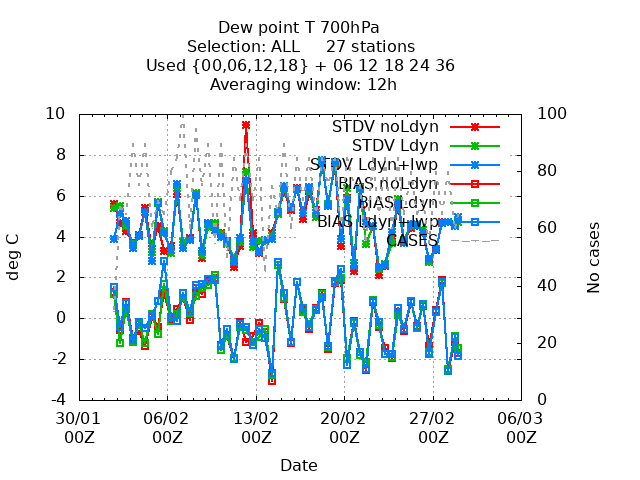 Dew point T 700hPa
Selection: ALL     27 stations
Used {00,06,12,18} + 06 12 18 24 36
Averaging window: 12h
10
8
6
4
2
0
-2
-4
deg C
100
80
60
40
20
0
No cases
STDV noLdyn
STDV Ldyn
STDV Ldyn+lwp
BIAS noLdyn
BIAS Ldyn
BIAS Ldyn+lwp
CASES
30/01 06/02 13/02 20/02 27/02 06/03
00Z 00Z 00Z 00Z 00Z 00Z
Date